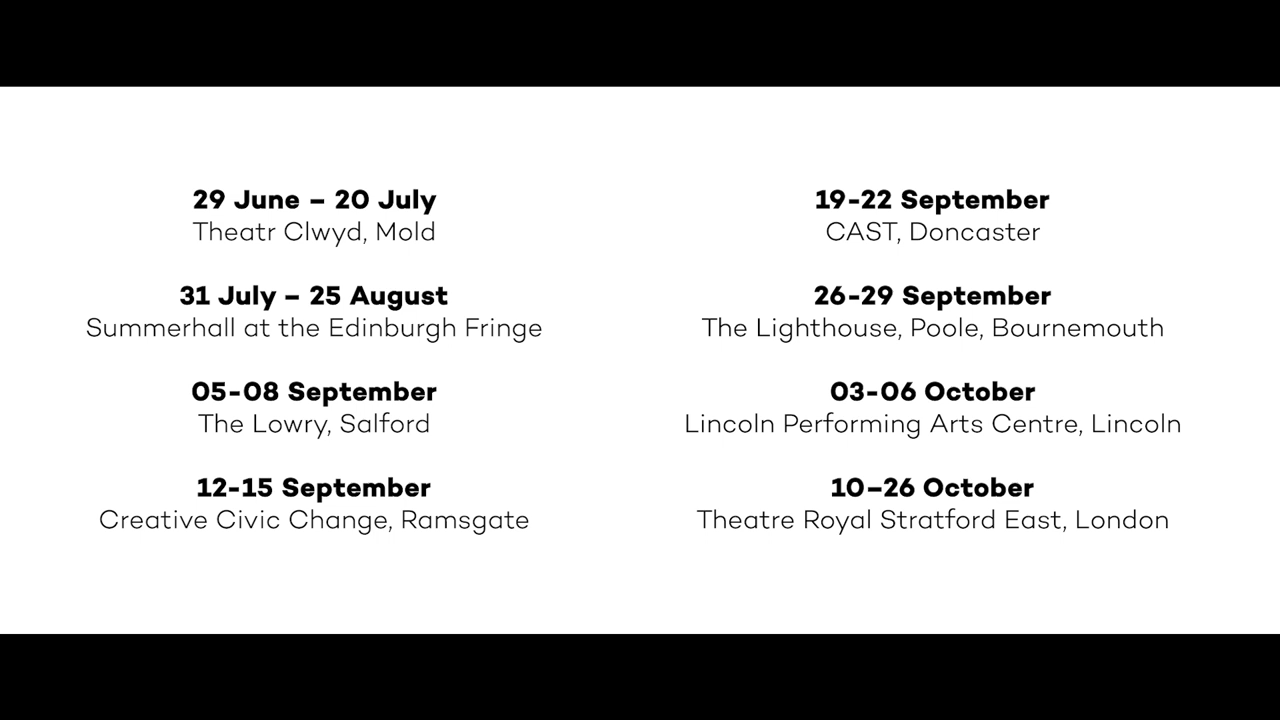 29 June – 20 July
Theatr Clwyd, Mold
31 July – 25 August
Summerhall at the Edinburgh Fringe
05-08 September
The Lowry, Salford
12-15 September
Creative Civic Change, Ramsgate
19-22 September
CAST, Doncaster
26-29 September
The Lighthouse, Poole, Bournemouth
03-06 October
Lincoln Performing Arts Centre, Lincoln
10–26 October
Theatre Royal Stratford East, London